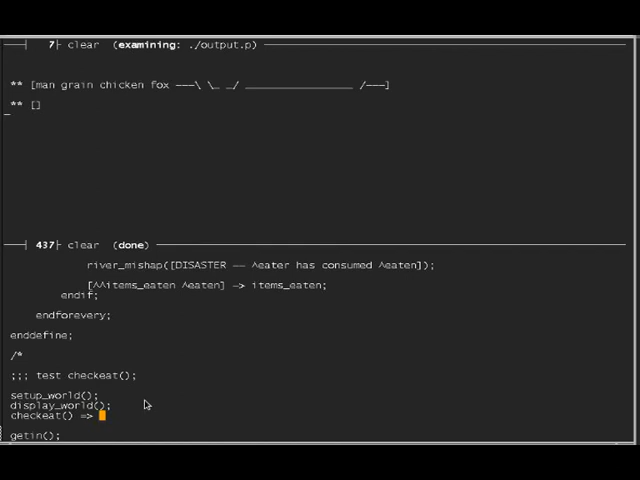 7 clear (examining: ./output.p)
** [man grain chicken fox ---\ \_ _/ _________________ /---]
** []
437 clear (done)
river_mishap([DISASTER -- ^eater has consumed ^eaten]);
[^^items_eaten ^eaten] -> items_eaten;
endif;
endforevery;
enddefine;
/*
;;; test checkeat();
setup_world();
display_world();
checkeat() =>
getin();